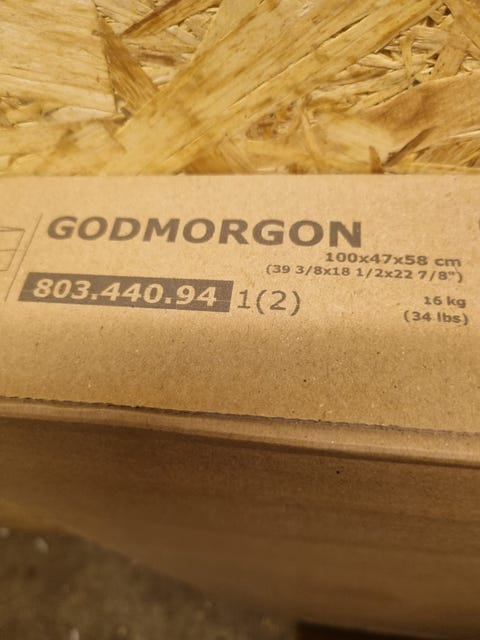 GODMORGON
100x47x58 cm
(39 3/8x18 1/2x22 7/8")
803.440.94 1(2)
16 kg
(34 lbs)